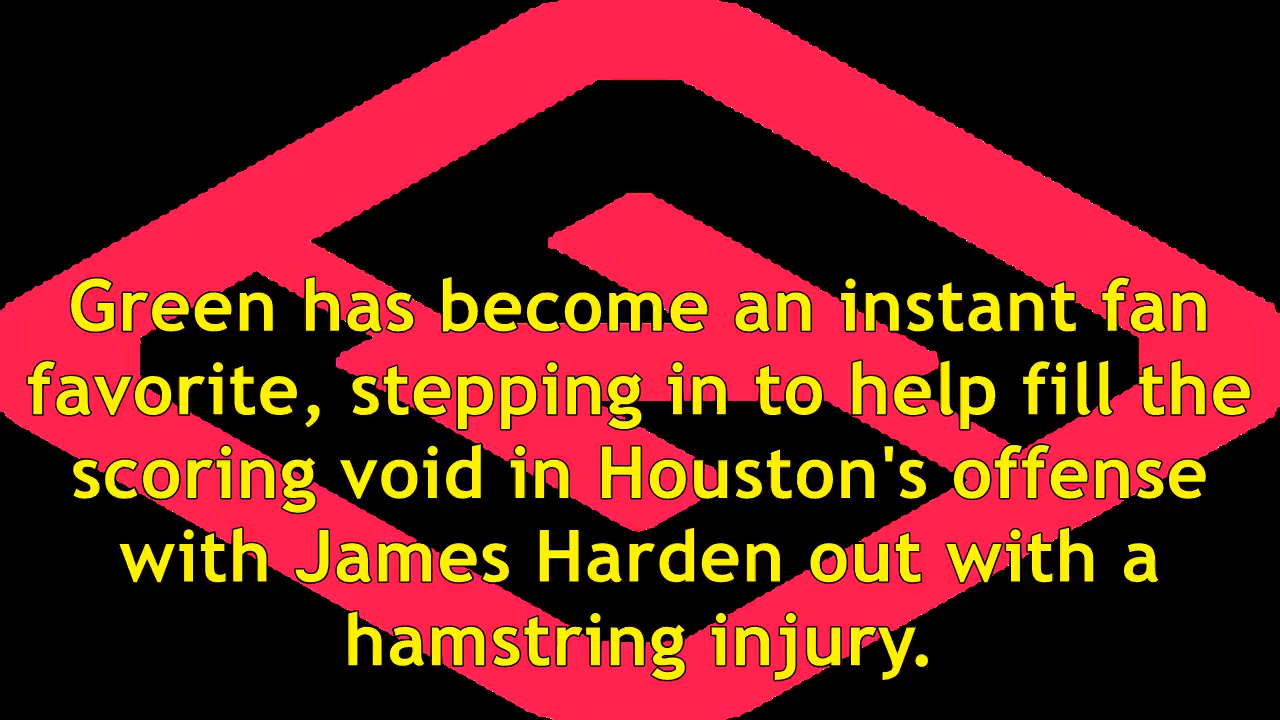 Green has become an instant fan
favorite, stepping in to help fill the
scoring void in Houston's offense
with James Harden out with a
hamstring injury.